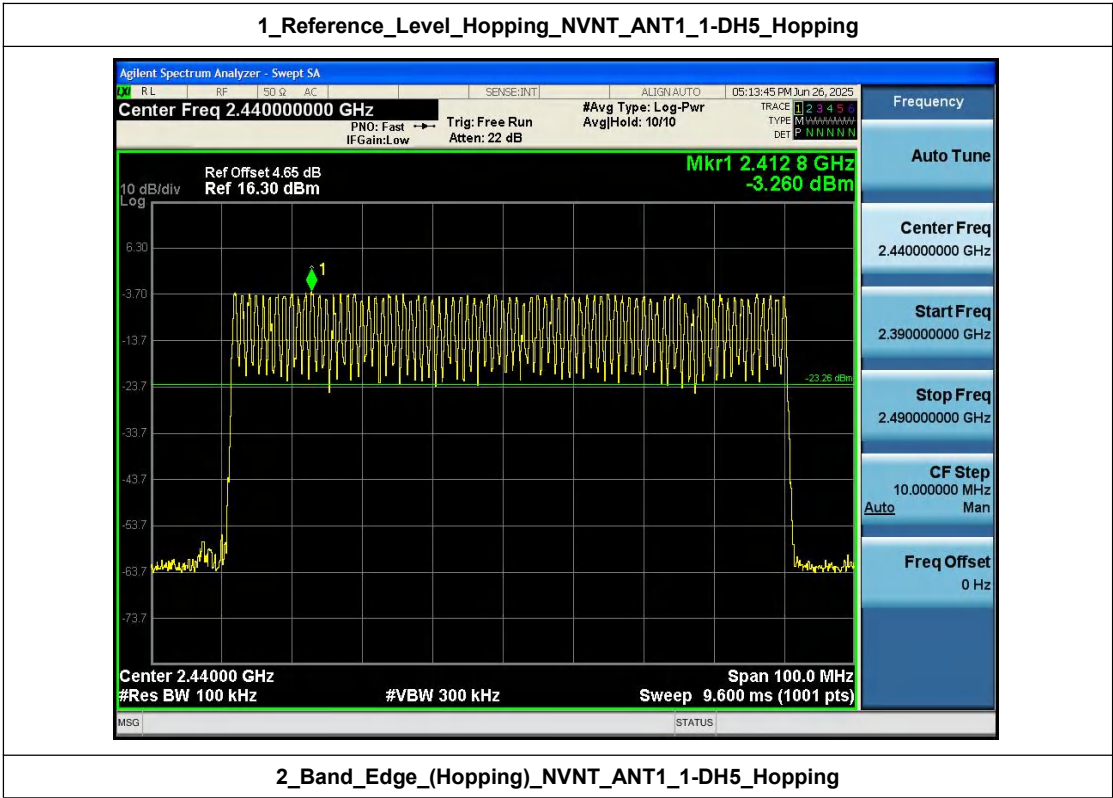 1_Reference_Level_Hopping_NVNT_ANT1_1-DH5_Hopping
Agilent Spectrum Analyzer - Swept SA
LXI RL RF 50 Ω AC SENSE:INT ALIGN AUTO 05:13:45 PM Jun 26, 2025
Center Freq 2.440000000 GHz
PNO: Fast
IFGain:Low
Trig: Free Run
Atten: 22 dB
#Avg Type: Log-Pwr
Avg|Hold: 10/10
TRACE 1 2 3 4 5 6
TYPE M WWWWW
DET P N N N N N
Frequency
Auto Tune
Center Freq
2.440000000 GHz
Start Freq
2.390000000 GHz
Stop Freq
2.490000000 GHz
CF Step
10.000000 MHz
Auto Man
Freq Offset
0 Hz
Mkr1 2.412 8 GHz
-3.260 dBm
Ref Offset 4.65 dB
10 dB/div Ref 16.30 dBm
Log
6.30
1
-3.70
-13.7
-23.26 dBm
-23.7
-33.7
-43.7
-53.7
-63.7
-73.7
Center 2.44000 GHz Span 100.0 MHz
#Res BW 100 kHz #VBW 300 kHz Sweep 9.600 ms (1001 pts)
MSG STATUS
2_Band_Edge_(Hopping)_NVNT_ANT1_1-DH5_Hopping